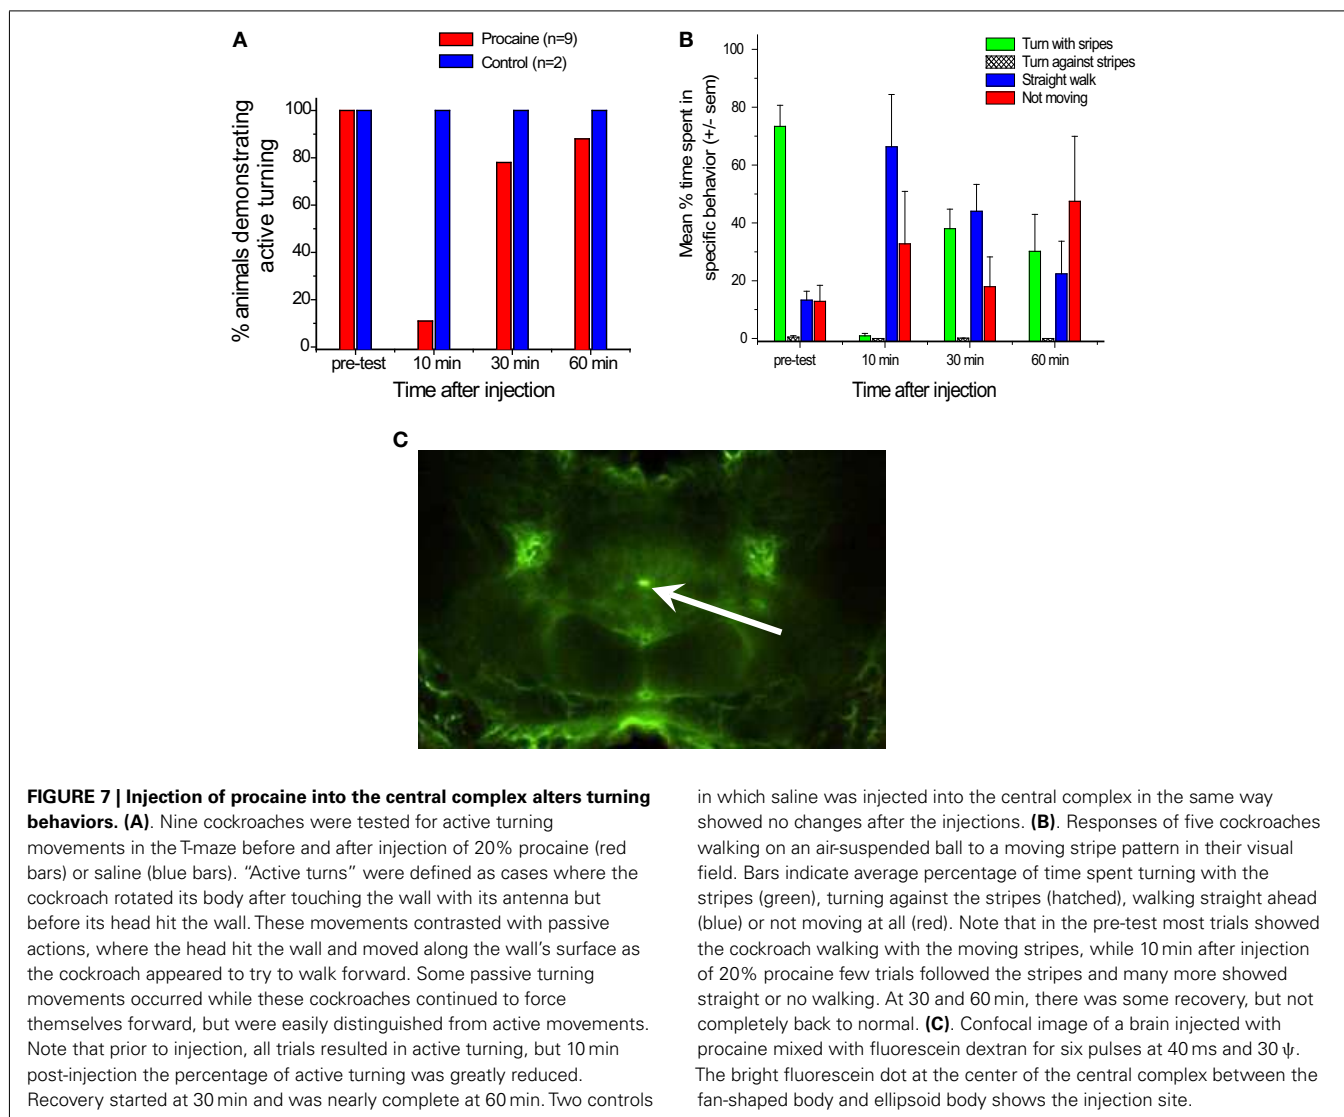 A
Procaine (n=9)
Control (n=2)
% animals demonstrating
active turning
100
80
60
40
20
0
pre-test 10 min 30 min 60 min
Time after injection
B
Turn with sripes
Turn against stripes
Straight walk
Not moving
Mean % time spent in
specific behavior (+/- sem)
100
80
60
40
20
0
pre-test 10 min 30 min 60 min
Time after injection
C
FIGURE 7 | Injection of procaine into the central complex alters turning
behaviors. (A). Nine cockroaches were tested for active turning
movements in the T-maze before and after injection of 20% procaine (red
bars) or saline (blue bars). “Active turns” were defined as cases where the
cockroach rotated its body after touching the wall with its antenna but
before its head hit the wall. These movements contrasted with passive
actions, where the head hit the wall and moved along the wall’s surface as
the cockroach appeared to try to walk forward. Some passive turning
movements occurred while these cockroaches continued to force
themselves forward, but were easily distinguished from active movements.
Note that prior to injection, all trials resulted in active turning, but 10 min
post-injection the percentage of active turning was greatly reduced.
Recovery started at 30 min and was nearly complete at 60 min. Two controls
in which saline was injected into the central complex in the same way
showed no changes after the injections. (B). Responses of five cockroaches
walking on an air-suspended ball to a moving stripe pattern in their visual
field. Bars indicate average percentage of time spent turning with the
stripes (green), turning against the stripes (hatched), walking straight ahead
(blue) or not moving at all (red). Note that in the pre-test most trials showed
the cockroach walking with the moving stripes, while 10 min after injection
of 20% procaine few trials followed the stripes and many more showed
straight or no walking. At 30 and 60 min, there was some recovery, but not
completely back to normal. (C). Confocal image of a brain injected with
procaine mixed with fluorescein dextran for six pulses at 40 ms and 30 ψ.
The bright fluorescein dot at the center of the central complex between the
fan-shaped body and ellipsoid body shows the injection site.